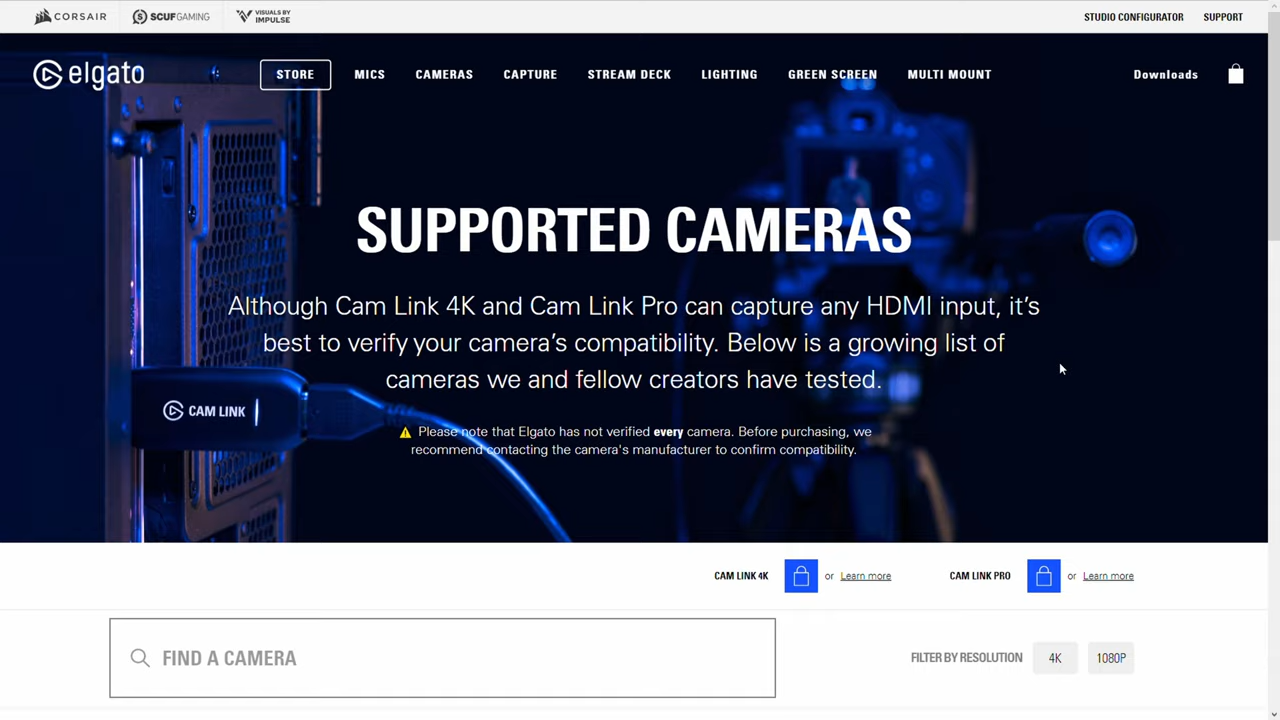 CORSAIR
SCUF GAMING
VISUALS BY
IMPULSE
STUDIO CONFIGURATOR
SUPPORT
elgato
STORE
MICS
CAMERAS
CAPTURE
STREAM DECK
LIGHTING
GREEN SCREEN
MULTI MOUNT
Downloads
SUPPORTED CAMERAS
Although Cam Link 4K and Cam Link Pro can capture any HDMI input, it's
best to verify your camera's compatibility. Below is a growing list of
cameras we and fellow creators have tested.
CAM LINK
Please note that Elgato has not verified every camera. Before purchasing, we
recommend contacting the camera's manufacturer to confirm compatibility.
CAM LINK 4K
or Learn more
CAM LINK PRO
or Learn more
FIND A CAMERA
FILTER BY RESOLUTION
4K
1080P